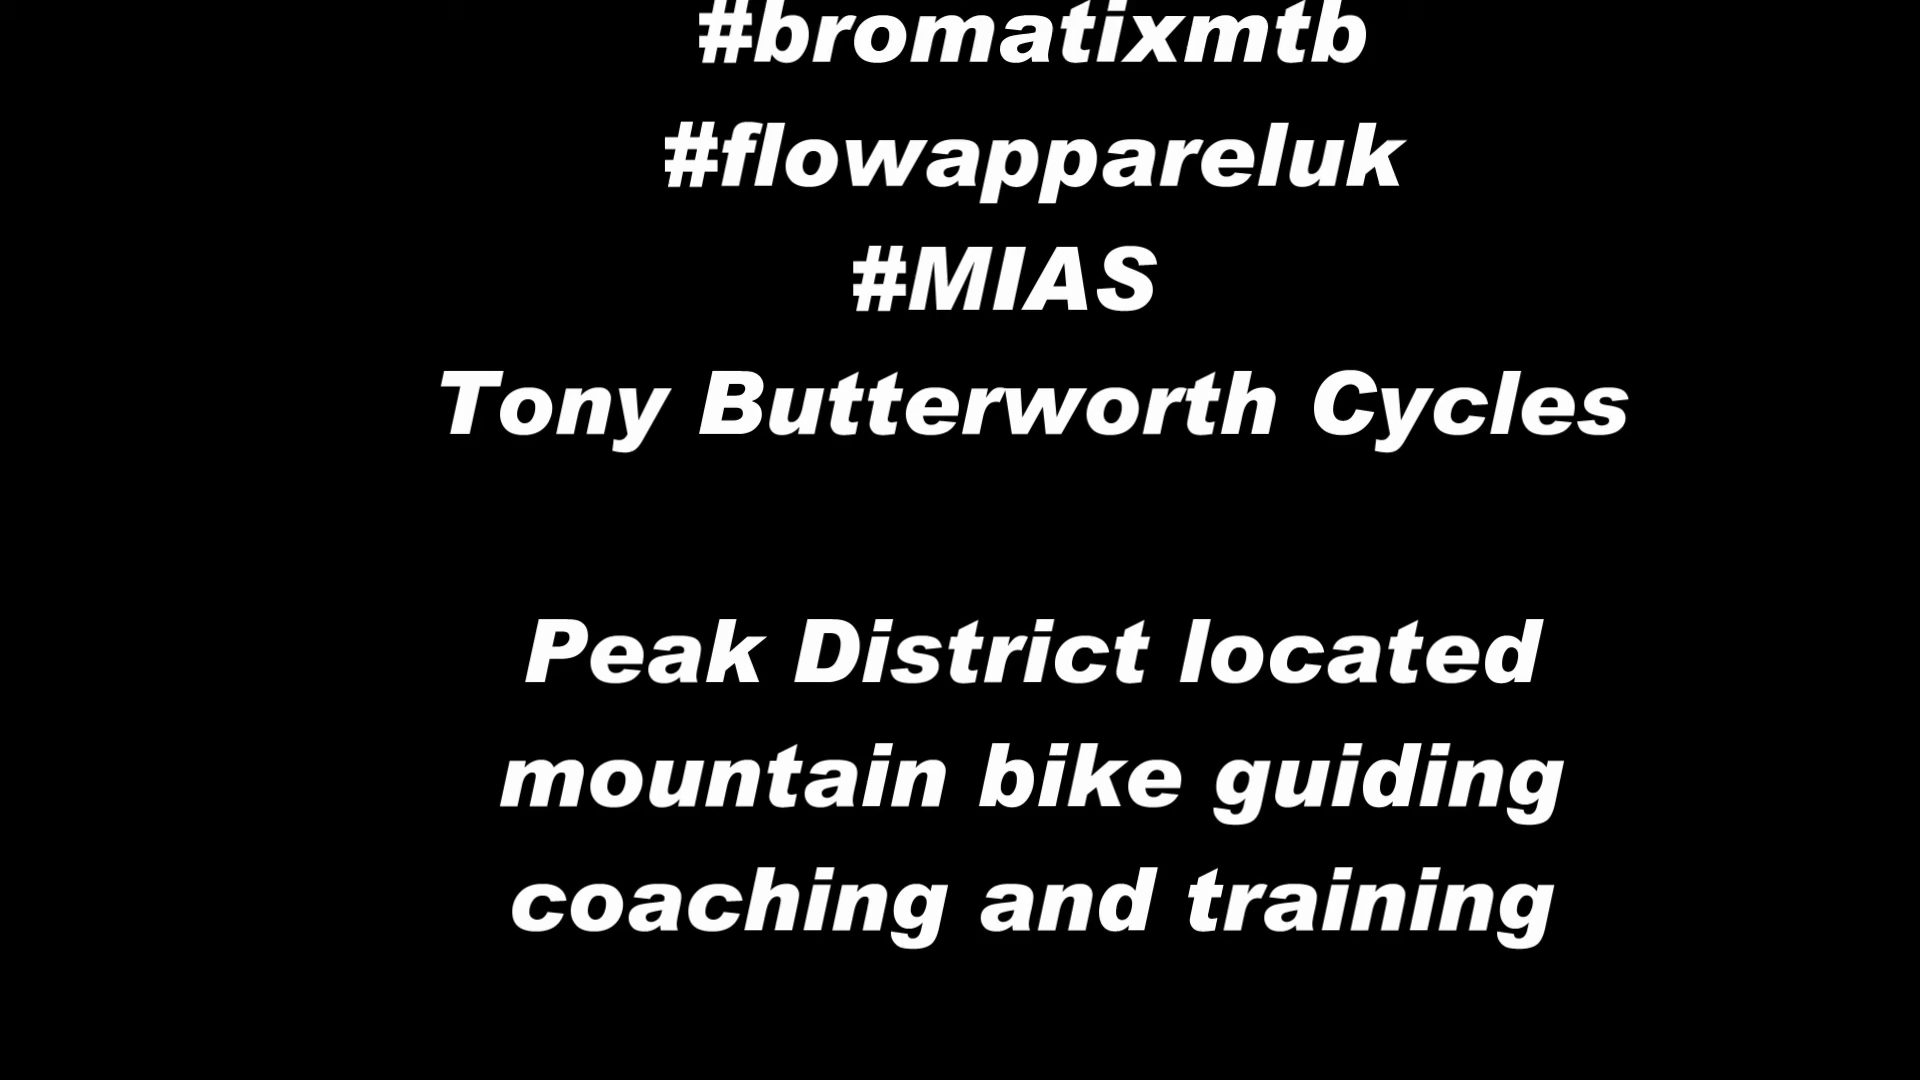 #bromatixmtb
#flowappareluk
#MIAS
Tony Butterworth Cycles
Peak District located
mountain bike guiding
coaching and training